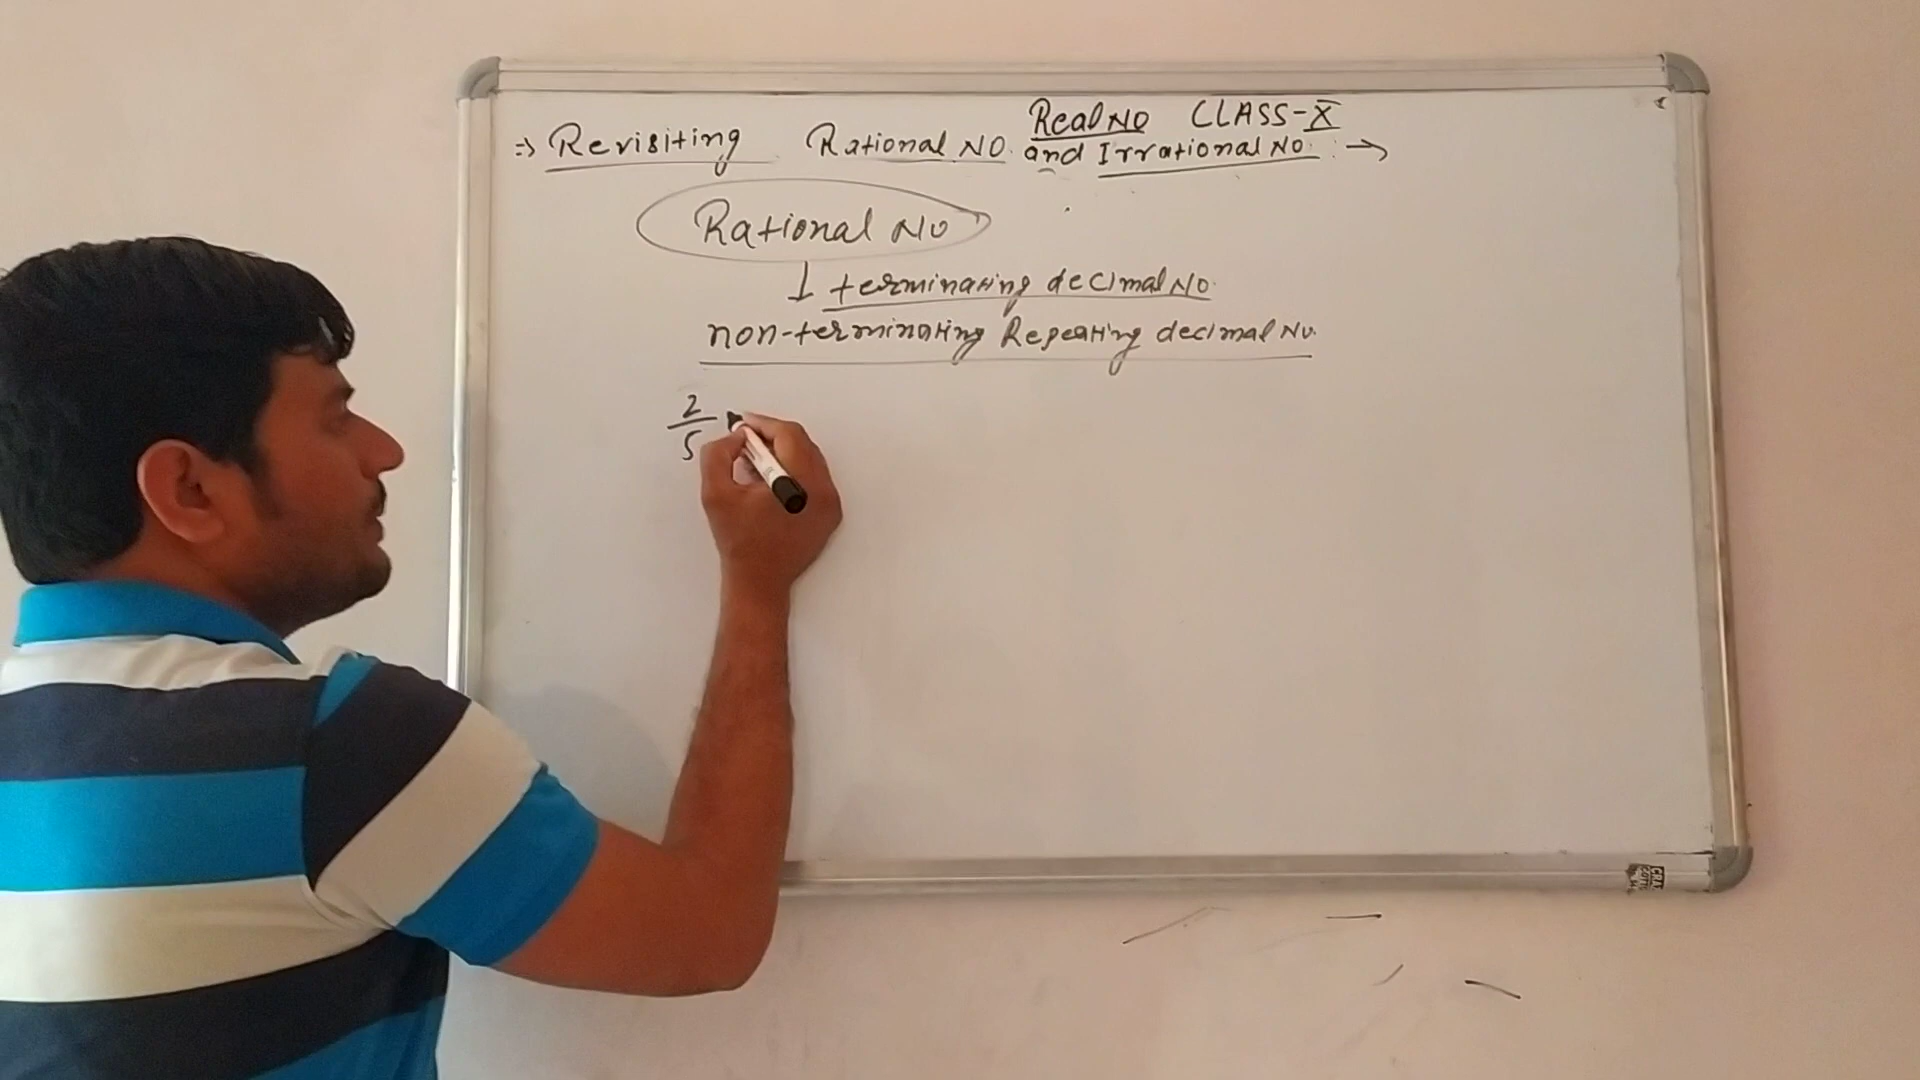 Real NO CLASS-X
⇒ Revisiting Rational NO. and Irrational NO. →
Rational NO
↓ terminating decimal NO.
non-terminating Repeating decimal No.
2/5